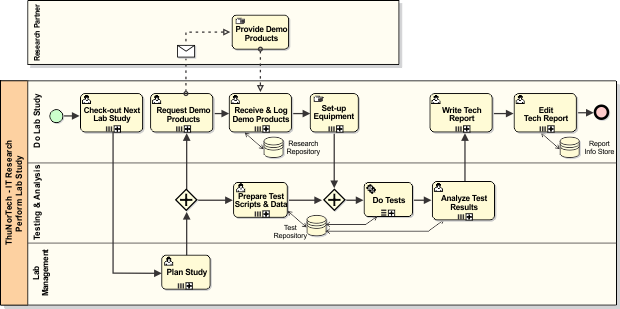 Research Partner
Provide Demo
Products
ThuNorTech - IT Research
Perform Lab Study
Do Lab Study
Check-out Next
Lab Study
Request Demo
Products
Receive & Log
Demo Products
Set-up
Equipment
Write Tech
Report
Edit
Tech Report
Research
Repository
Report
Info Store
Testing & Analysis
Prepare Test
Scripts & Data
Do Tests
Analyze Test
Results
Test
Repository
Lab
Management
Plan Study